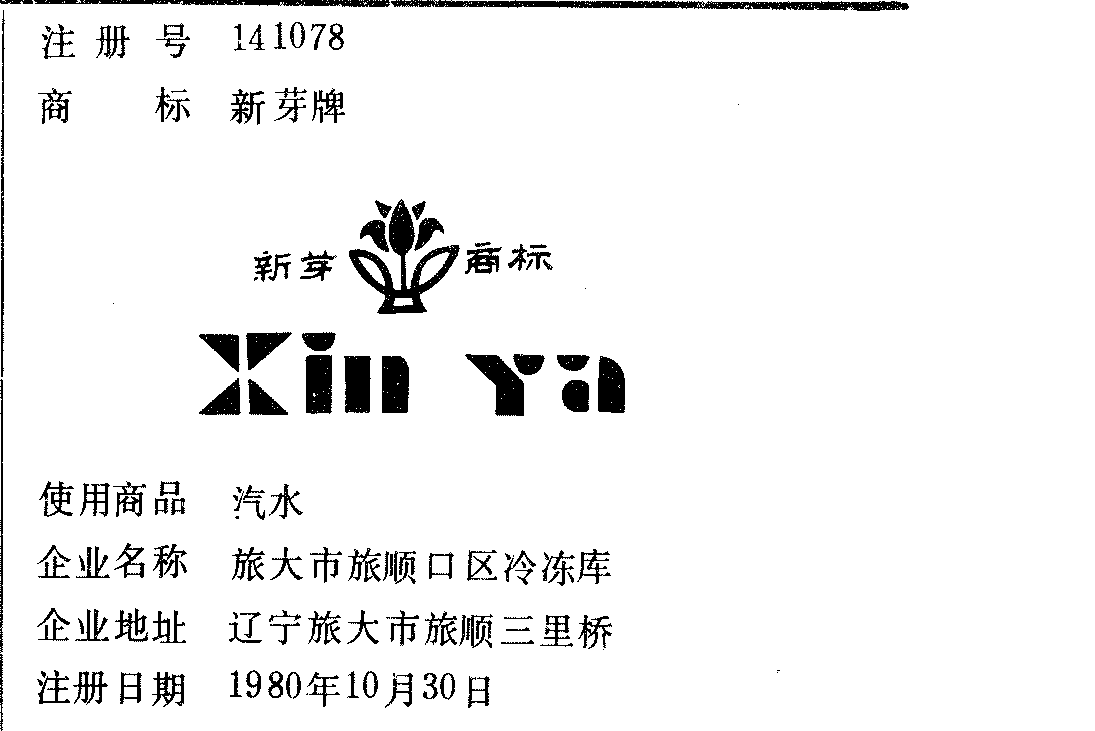 注册号 141078
商标 新芽牌
新芽 商标
Xin Ya
使用商品 汽水
企业名称 旅大市旅顺口区冷冻库
企业地址 辽宁旅大市旅顺三里桥
注册日期 1980年10月30日